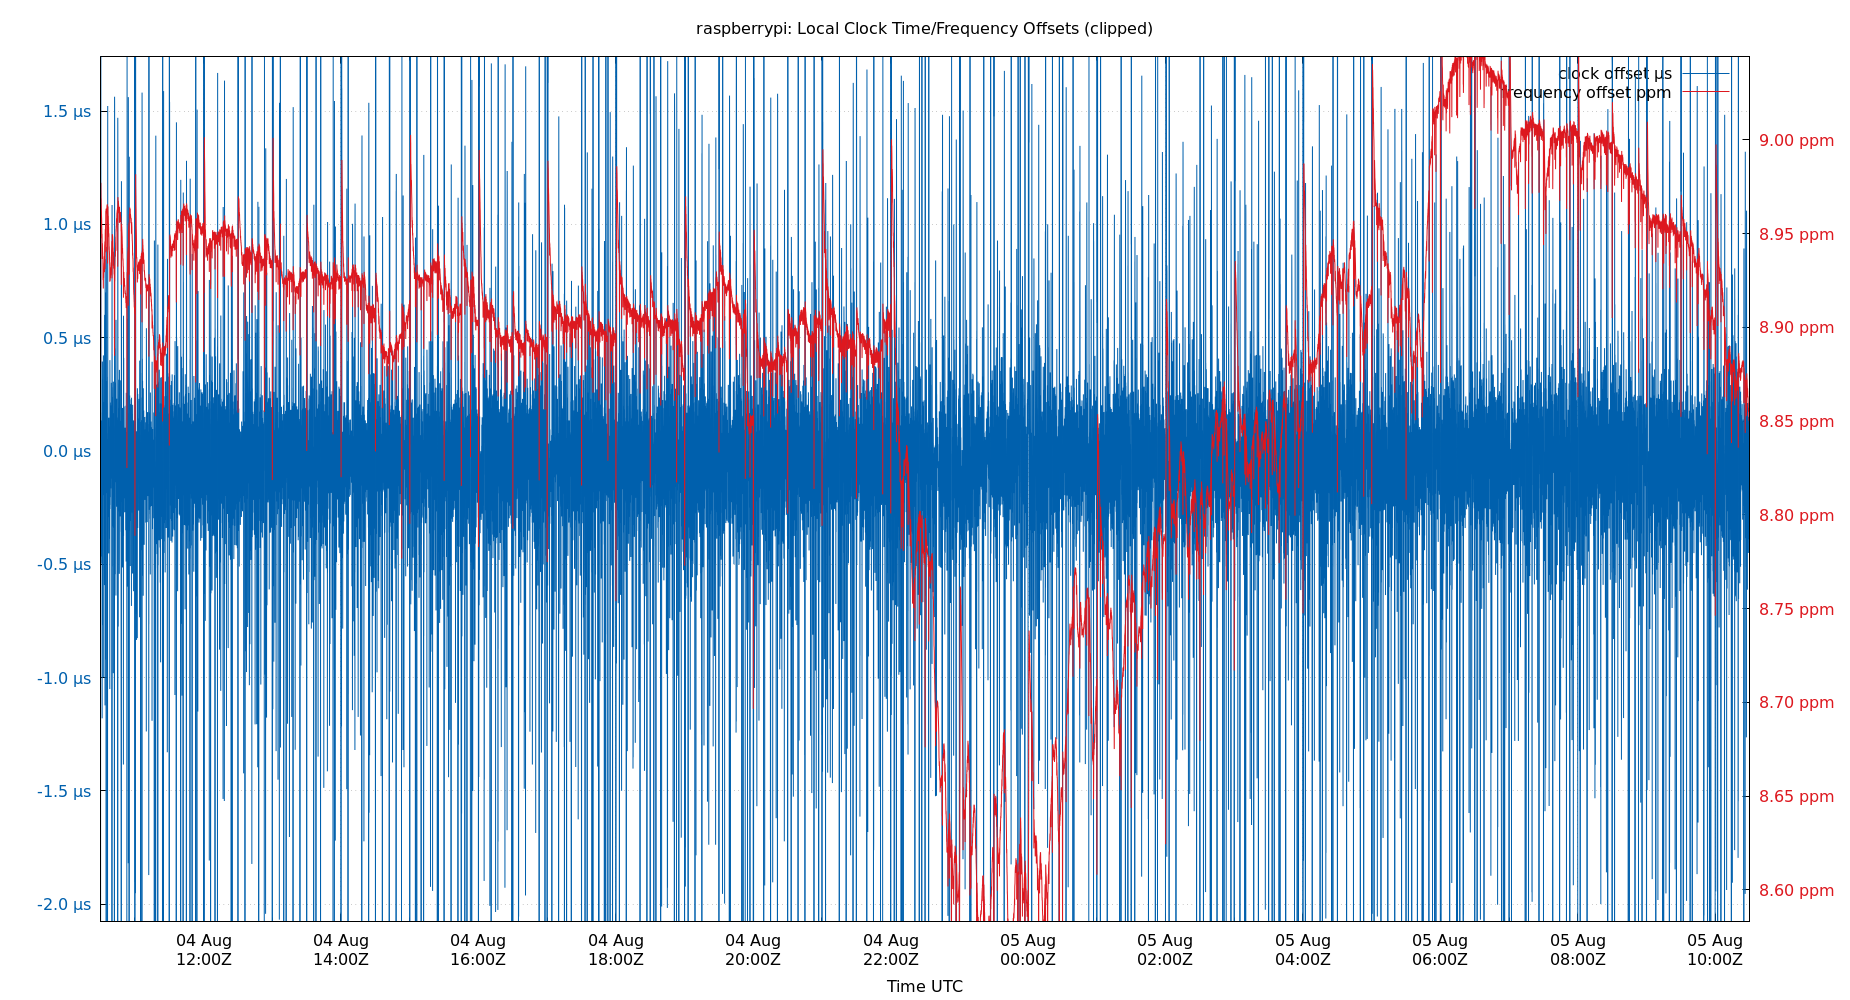 raspberrypi: Local Clock Time/Frequency Offsets (clipped)
clock offset µs
frequency offset ppm
1.5 µs
1.0 µs
0.5 µs
0.0 µs
-0.5 µs
-1.0 µs
-1.5 µs
-2.0 µs
9.00 ppm
8.95 ppm
8.90 ppm
8.85 ppm
8.80 ppm
8.75 ppm
8.70 ppm
8.65 ppm
8.60 ppm
04 Aug 04 Aug 04 Aug 04 Aug 04 Aug 04 Aug 05 Aug 05 Aug 05 Aug 05 Aug 05 Aug 05 Aug
12:00Z 14:00Z 16:00Z 18:00Z 20:00Z 22:00Z 00:00Z 02:00Z 04:00Z 06:00Z 08:00Z 10:00Z
Time UTC